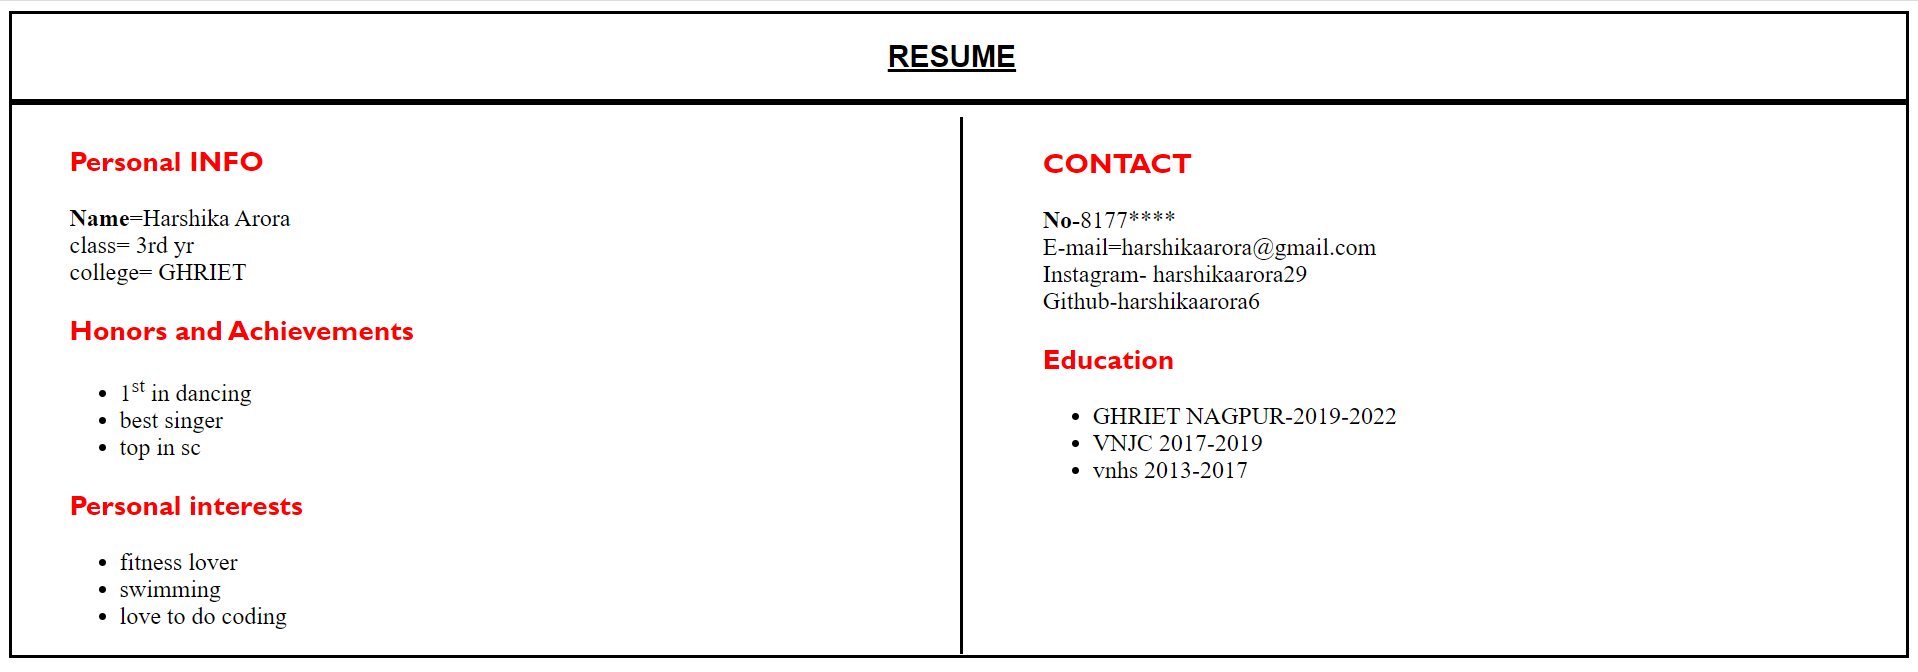 RESUME
Personal INFO
Name=Harshika Arora
class= 3rd yr
college= GHRIET
Honors and Achievements
1st in dancing
best singer
top in sc
Personal interests
fitness lover
swimming
love to do coding
CONTACT
No-8177****
E-mail=harshikaarora@gmail.com
Instagram- harshikaarora29
Github-harshikaarora6
Education
GHRIET NAGPUR-2019-2022
VNJC 2017-2019
vnhs 2013-2017